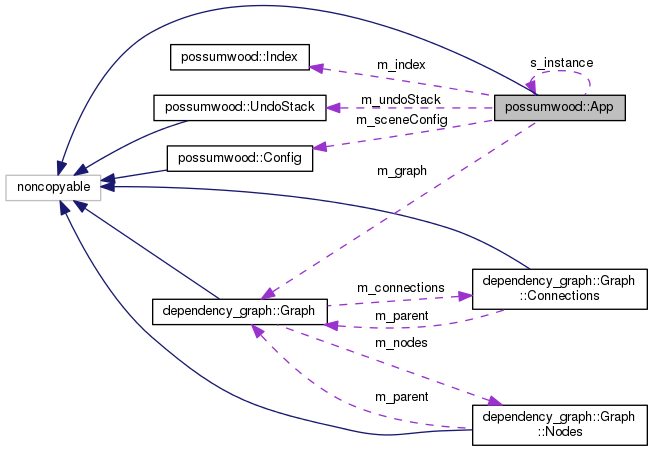 possumwood::Index
m_index
s_instance
possumwood::UndoStack
m_undoStack
possumwood::App
m_sceneConfig
possumwood::Config
m_graph
noncopyable
dependency_graph::Graph
m_connections
dependency_graph::Graph
::Connections
m_parent
m_nodes
m_parent
dependency_graph::Graph
::Nodes